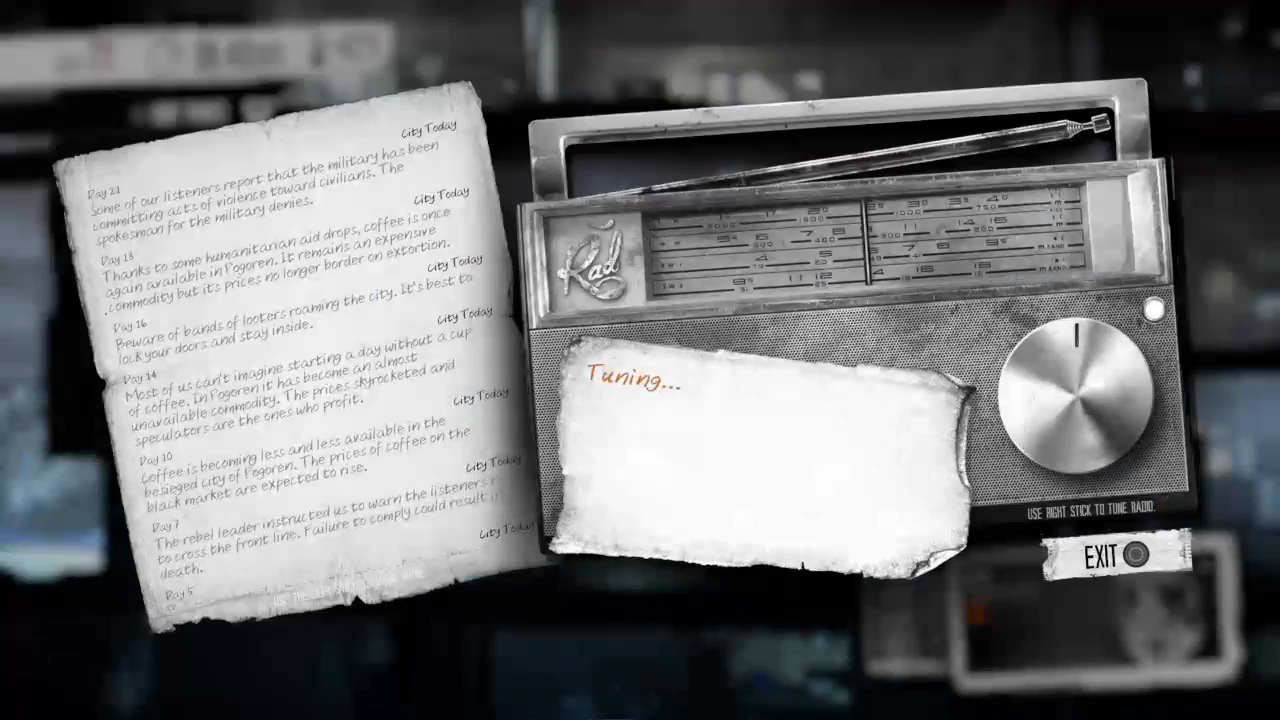 City Today
Day 21
Some of our listeners report that the military has been
committing acts of violence toward civilians. The
spokesman for the military denies.
City Today
Day 18
Thanks to some humanitarian aid drops, coffee is once
again available in Pogoren. It remains an expensive
commodity but it's prices no longer border on extortion.
City Today
Day 16
Beware of bands of looters roaming the city. It's best to
lock your doors and stay inside.
City Today
Day 14
Most of us can't imagine starting a day without a cup
of coffee. In Pogoren it has become an almost
unavailable commodity. The prices skyrocketed and
speculators are the ones who profit.
City Today
Day 10
Coffee is becoming less and less available in the
besieged city of Pogoren. The prices of coffee on the
black market are expected to rise.
City Today
Day 7
The rebel leader instructed us to warn the listeners
to cross the front line. Failure to comply could result in
death.
City Today
Day 5
Rad
Tuning...
USE RIGHT STICK TO TUNE RADIO.
EXIT